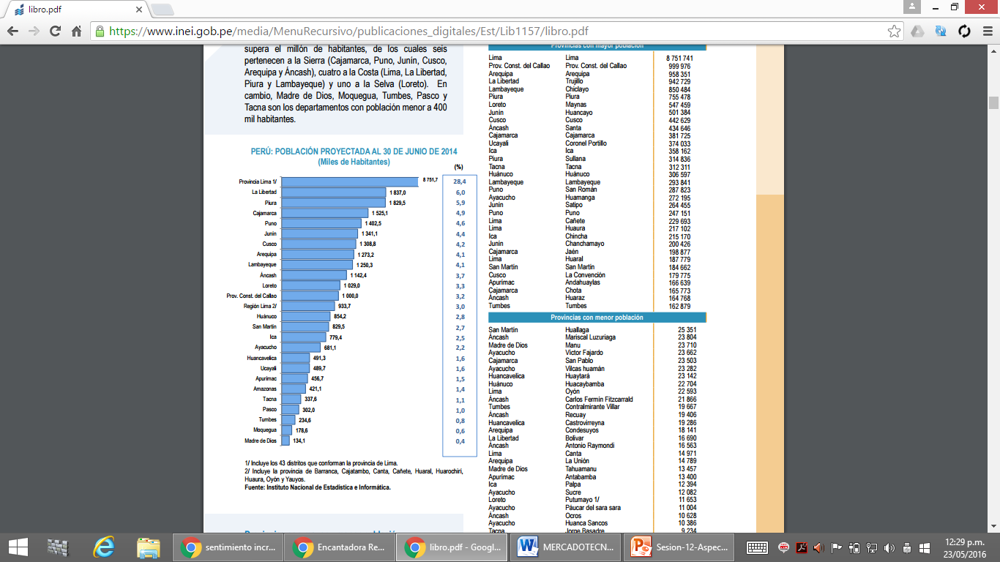 libro.pdf
https://www.inei.gob.pe/media/MenuRecursivo/publicaciones_digitales/Est/Lib1157/libro.pdf
supera el millón de habitantes, de los cuales seis
pertenecen a la Sierra (Cajamarca, Puno, Junín, Cusco,
Arequipa y Áncash), cuatro a la Costa (Lima, La Libertad,
Piura y Lambayeque) y uno a la Selva (Loreto). En
cambio, Madre de Dios, Moquegua, Tumbes, Pasco y
Tacna son los departamentos con población menor a 400
mil habitantes.
PERÚ: POBLACIÓN PROYECTADA AL 30 DE JUNIO DE 2014
(Miles de Habitantes)
(%)
Provincia Lima 1/ 8 751,7 28,4
La Libertad 1 837,0 6,0
Piura 1 829,5 5,9
Cajamarca 1 525,1 4,9
Puno 1 402,5 4,6
Junín 1 341,1 4,4
Cusco 1 308,8 4,2
Arequipa 1 273,2 4,1
Lambayeque 1 250,3 4,1
Áncash 1 142,4 3,7
Loreto 1 029,0 3,3
Prov. Const. del Callao 1 000,0 3,2
Región Lima 2/ 933,7 3,0
Huánuco 854,2 2,8
San Martín 829,5 2,7
Ica 779,4 2,5
Ayacucho 681,1 2,2
Huancavelica 491,3 1,6
Ucayali 489,7 1,6
Apurímac 456,7 1,5
Amazonas 421,1 1,4
Tacna 337,6 1,1
Pasco 302,0 1,0
Tumbes 234,6 0,8
Moquegua 178,6 0,6
Madre de Dios 134,1 0,4
1/ Incluye los 43 distritos que conforman la provincia de Lima.
2/ Incluye la provincia de Barranca, Cajatambo, Canta, Cañete, Huaral, Huarochirí,
Huaura, Oyón y Yauyos.
Fuente: Instituto Nacional de Estadística e Informática.
Provincias con mayor población
Lima Lima 8 751 741
Prov. Const. del Callao Prov. Const. del Callao 999 976
Arequipa Arequipa 958 351
La Libertad Trujillo 942 729
Lambayeque Chiclayo 850 484
Piura Piura 755 478
Loreto Maynas 547 459
Junín Huancayo 501 384
Cusco Cusco 442 629
Áncash Santa 434 646
Cajamarca Cajamarca 381 725
Ucayali Coronel Portillo 374 033
Ica Ica 358 162
Piura Sullana 314 836
Tacna Tacna 312 311
Huánuco Huánuco 306 597
Lambayeque Lambayeque 293 841
Puno San Román 287 823
Ayacucho Huamanga 272 195
Junín Satipo 264 455
Puno Puno 247 151
Lima Cañete 229 693
Lima Huaura 217 102
Ica Chincha 215 170
Junín Chanchamayo 200 426
Cajamarca Jaén 198 877
Lima Huaral 187 779
San Martín San Martín 184 662
Cusco La Convención 179 775
Apurímac Andahuaylas 166 639
Cajamarca Chota 165 773
Áncash Huaraz 164 768
Tumbes Tumbes 162 879
Provincias con menor población
San Martín Huallaga 25 351
Áncash Mariscal Luzuriaga 23 804
Madre de Dios Manu 23 710
Ayacucho Víctor Fajardo 23 662
Cajamarca San Pablo 23 503
Ayacucho Vilcas huamán 23 282
Huancavelica Huaytará 23 142
Huánuco Huacaybamba 22 704
Lima Oyón 22 593
Áncash Carlos Fermín Fitzcarrald 21 866
Tumbes Contralmirante Villar 19 667
Áncash Recuay 19 406
Huancavelica Castrovirreyna 19 286
Arequipa Condesuyos 18 141
La Libertad Bolívar 16 690
Áncash Antonio Raymondi 16 563
Lima Canta 14 971
Arequipa La Unión 14 789
Madre de Dios Tahuamanu 13 457
Apurímac Antabamba 13 400
Ica Palpa 12 394
Ayacucho Sucre 12 082
Loreto Putumayo 1/ 11 653
Ayacucho Páucar del sara sara 11 004
Áncash Ocros 10 628
Ayacucho Huanca Sancos 10 386
Tacna Jorge Basadre 9 234
sentimiento incr... Encantadora Re... libro.pdf - Googl... MERCADOTECN... Sesion-12-Aspec...
12:29 p.m.
23/05/2016